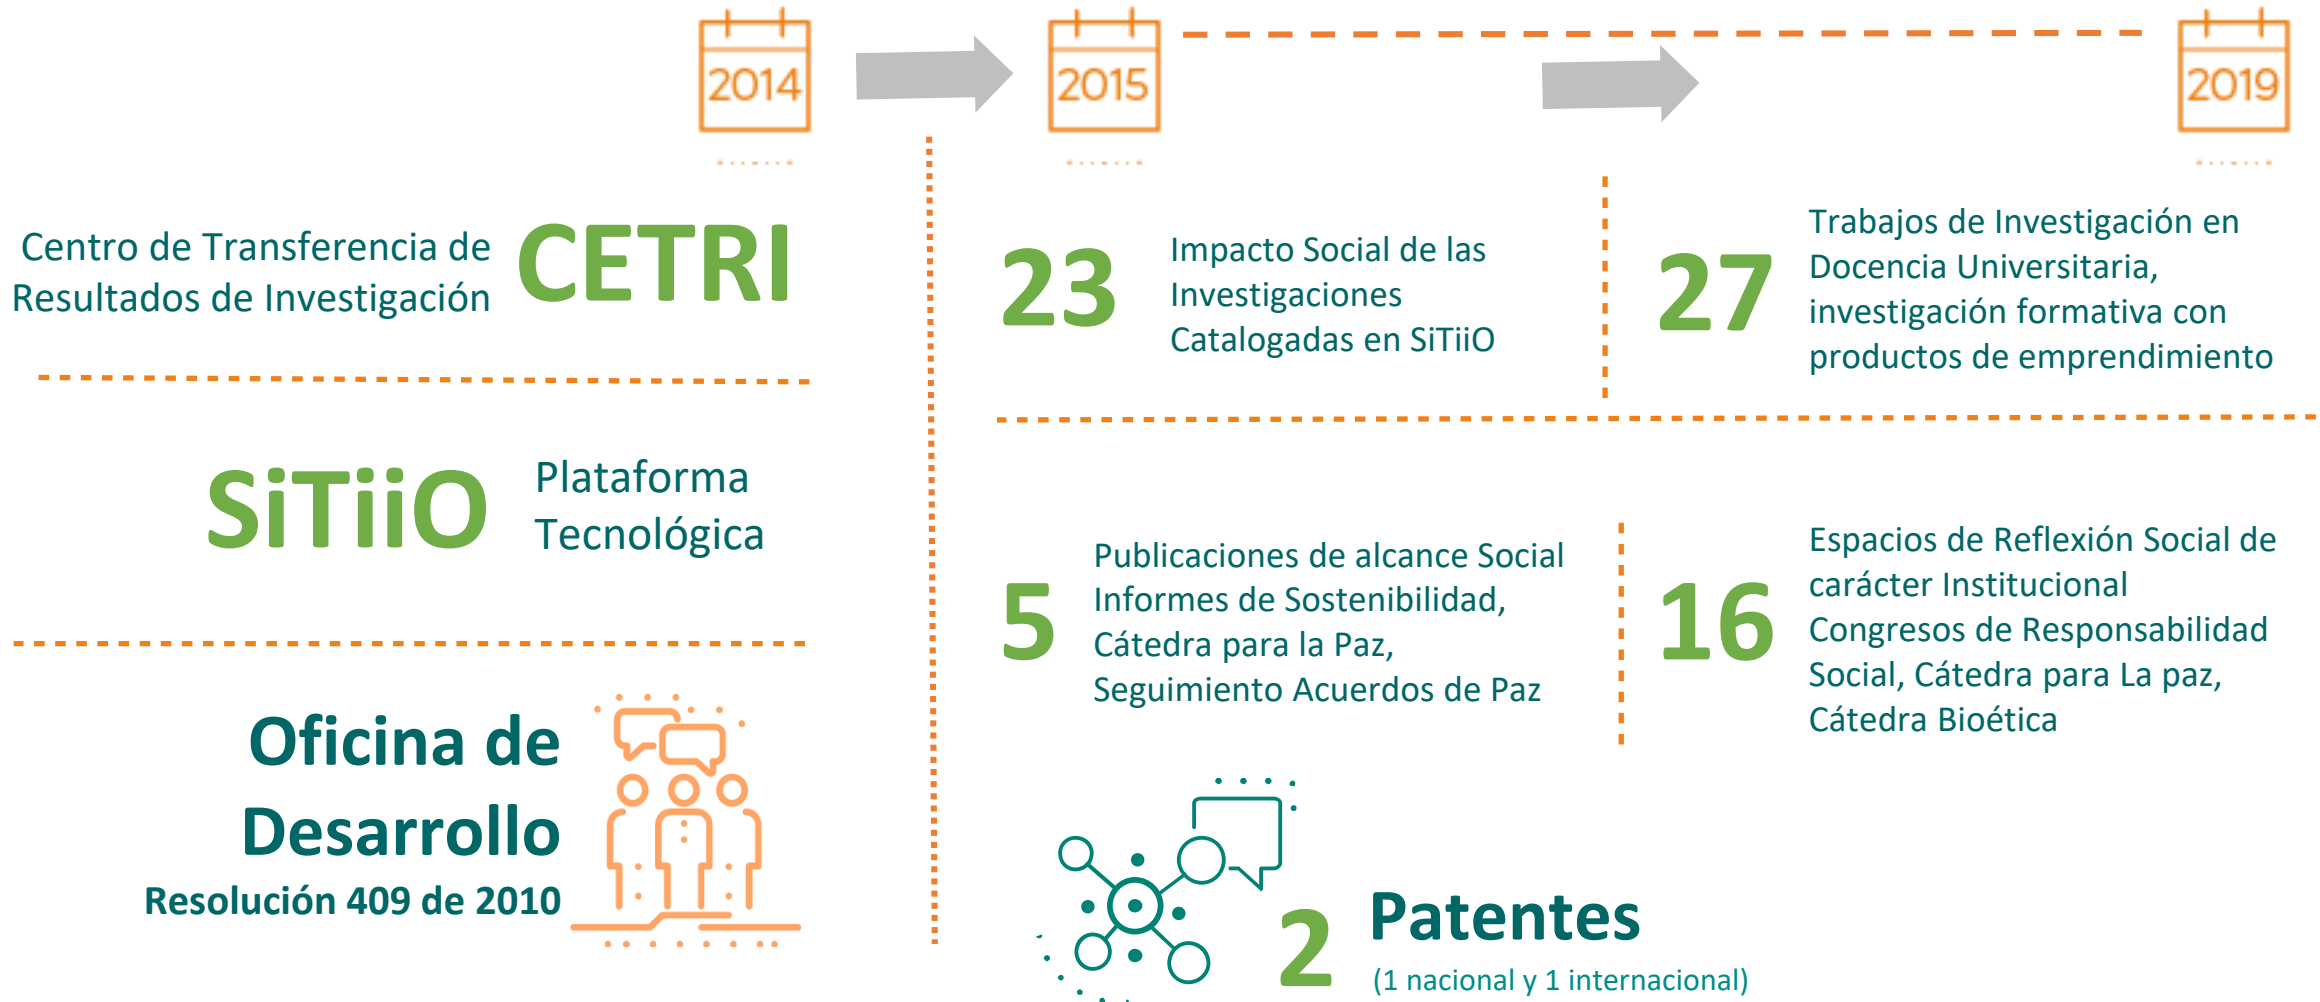 2014
2015
2019
Centro de Transferencia de
Resultados de Investigación
CETRI
SiTiiO
Plataforma
Tecnológica
Oficina de
Desarrollo
Resolución 409 de 2010
23
Impacto Social de las
Investigaciones
Catalogadas en SiTiiO
27
Trabajos de Investigación en
Docencia Universitaria,
investigación formativa con
productos de emprendimiento
5
Publicaciones de alcance Social
Informes de Sostenibilidad,
Cátedra para la Paz,
Seguimiento Acuerdos de Paz
16
Espacios de Reflexión Social de
carácter Institucional
Congresos de Responsabilidad
Social, Cátedra para La paz,
Cátedra Bioética
2
Patentes
(1 nacional y 1 internacional)